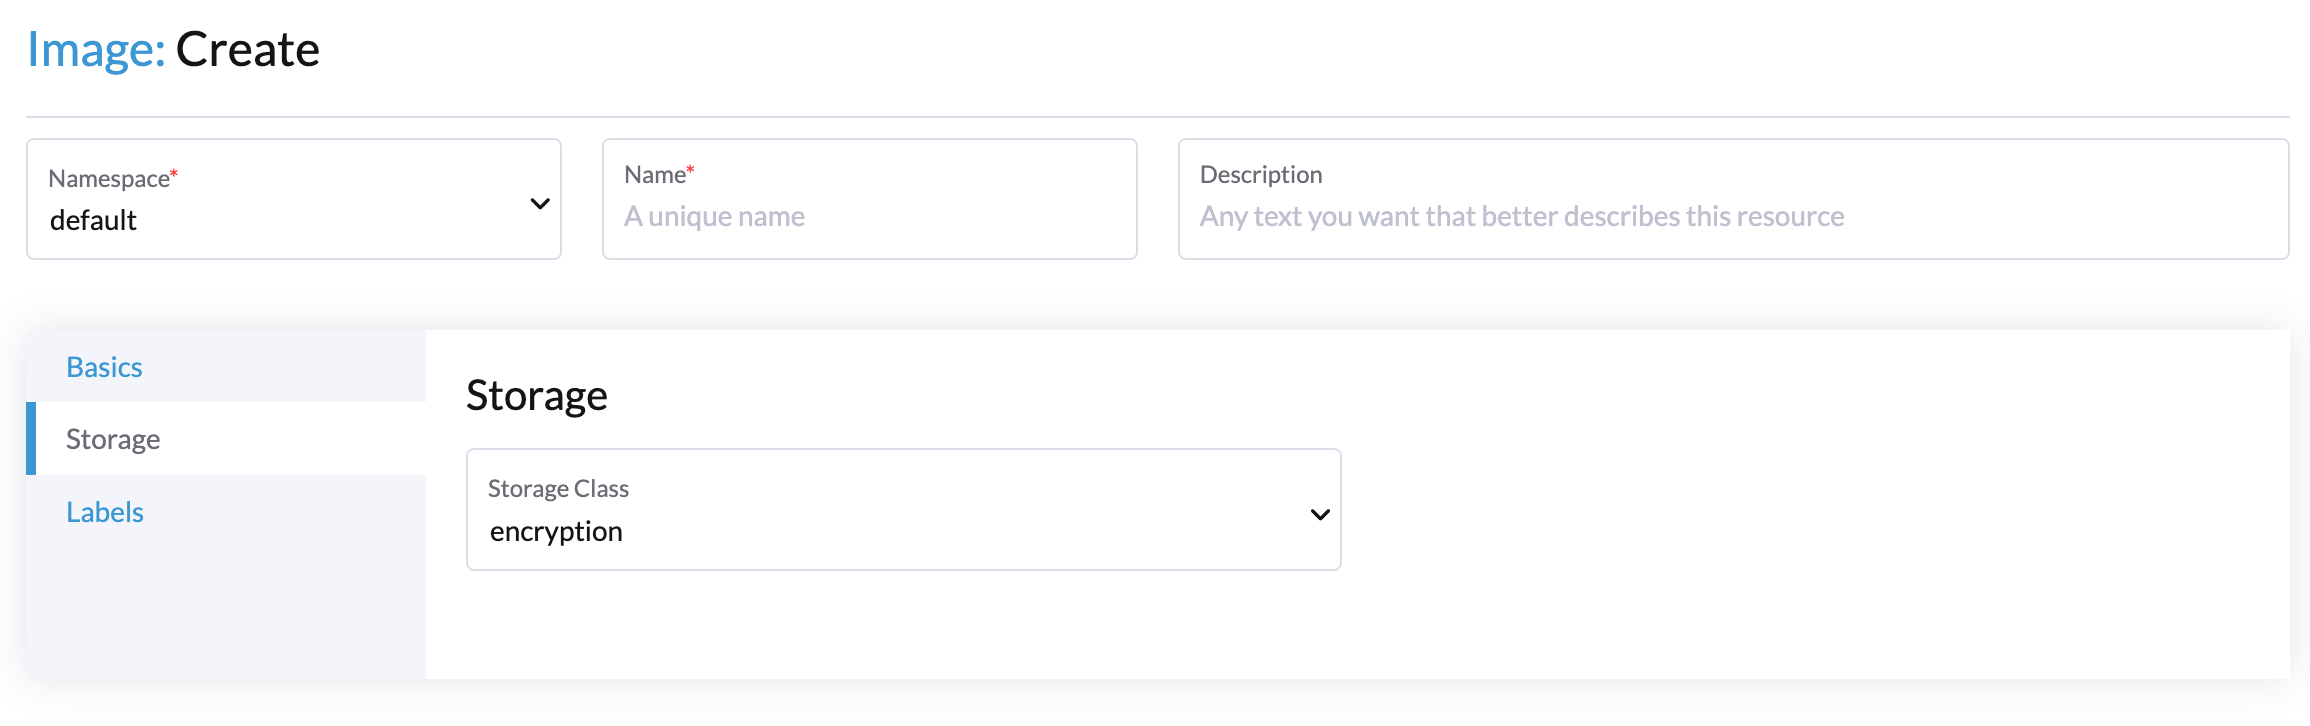 Image: Create
Namespace*
default
Name*
A unique name
Description
Any text you want that better describes this resource
Basics
Storage
Labels
Storage
Storage Class
encryption